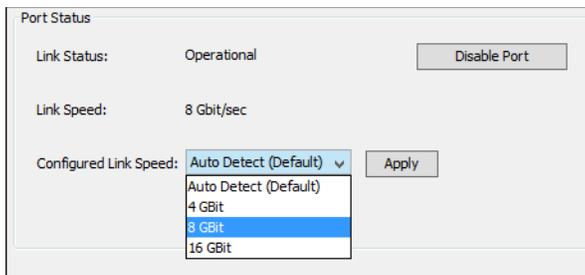 Port Status
Link Status: Operational Disable Port
Link Speed: 8 Gbit/sec
Configured Link Speed: Auto Detect (Default) Apply
Auto Detect (Default)
4 GBit
8 GBit
16 GBit